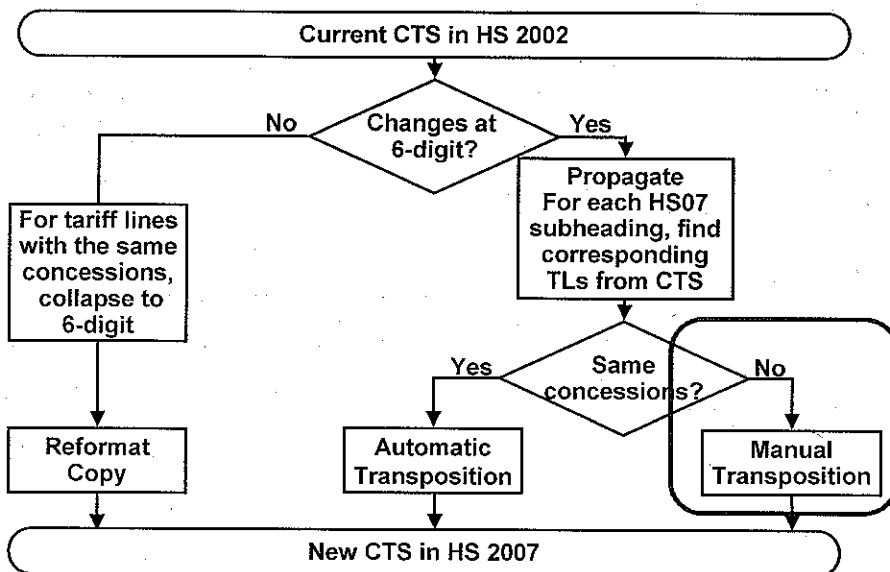 Current CTS in HS 2002
No
Changes at
6-digit?
Yes
For tariff lines
with the same
concessions,
collapse to
6-digit
Propagate
For each HS07
subheading, find
corresponding
TLs from CTS
Yes
Same
concessions?
No
Reformat
Copy
Automatic
Transposition
Manual
Transposition
New CTS in HS 2007